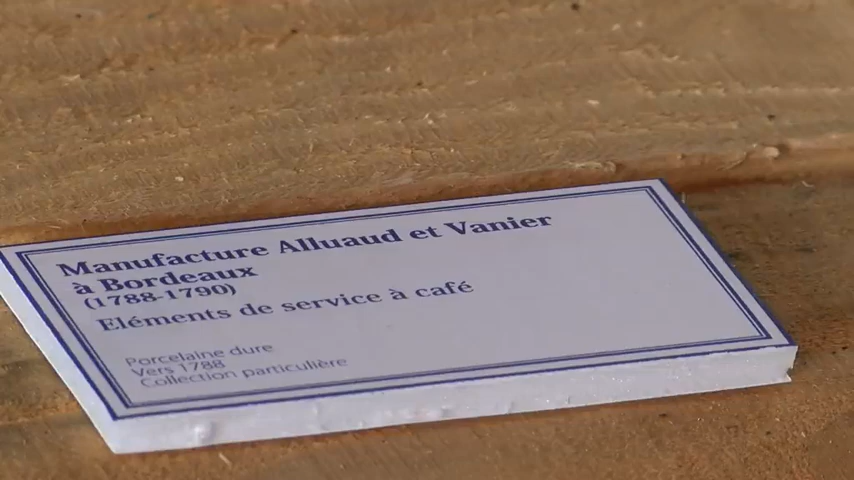 Manufacture Alluaud et Vanier
à Bordeaux
(1788-1790)
Eléments de service à café
Porcelaine dure
Vers 1788
Collection particulière